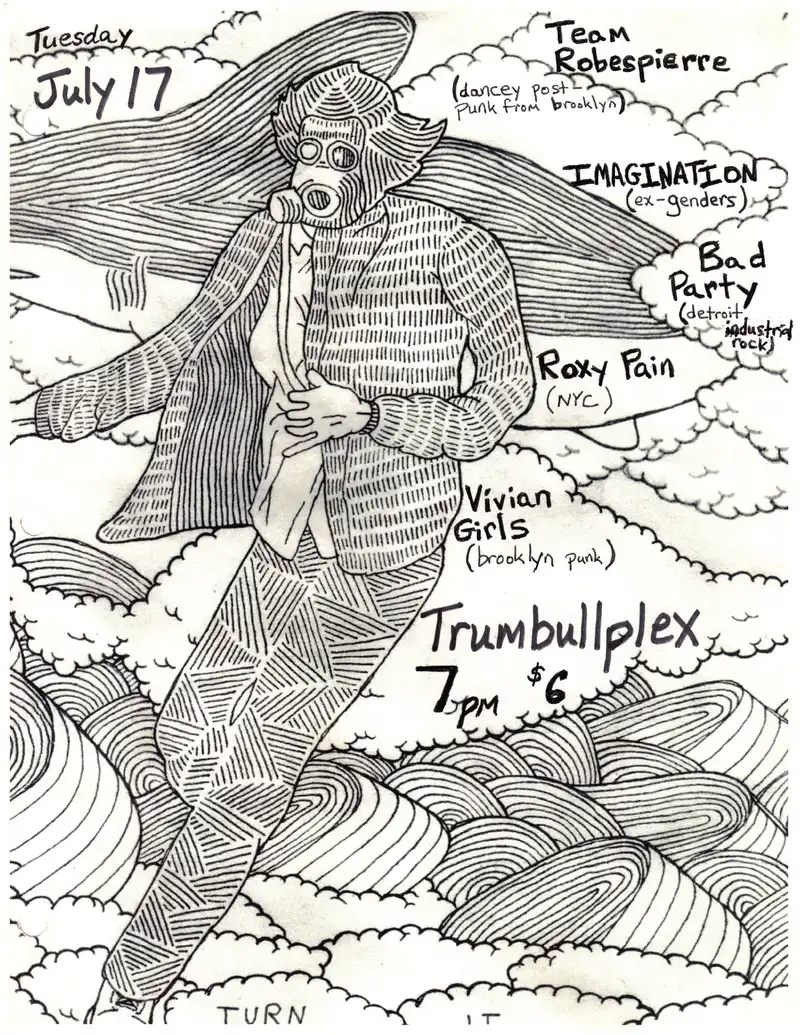 Tuesday
July 17
Team
Robespierre
(dancey post-
punk from brooklyn)
IMAGINATION
(ex-genders)
Bad
Party
(detroit
industrial
rock)
Roxy Pain
(NYC)
Vivian
Girls
(brooklyn punk)
Trumbullplex
7pm $6
TURN IT